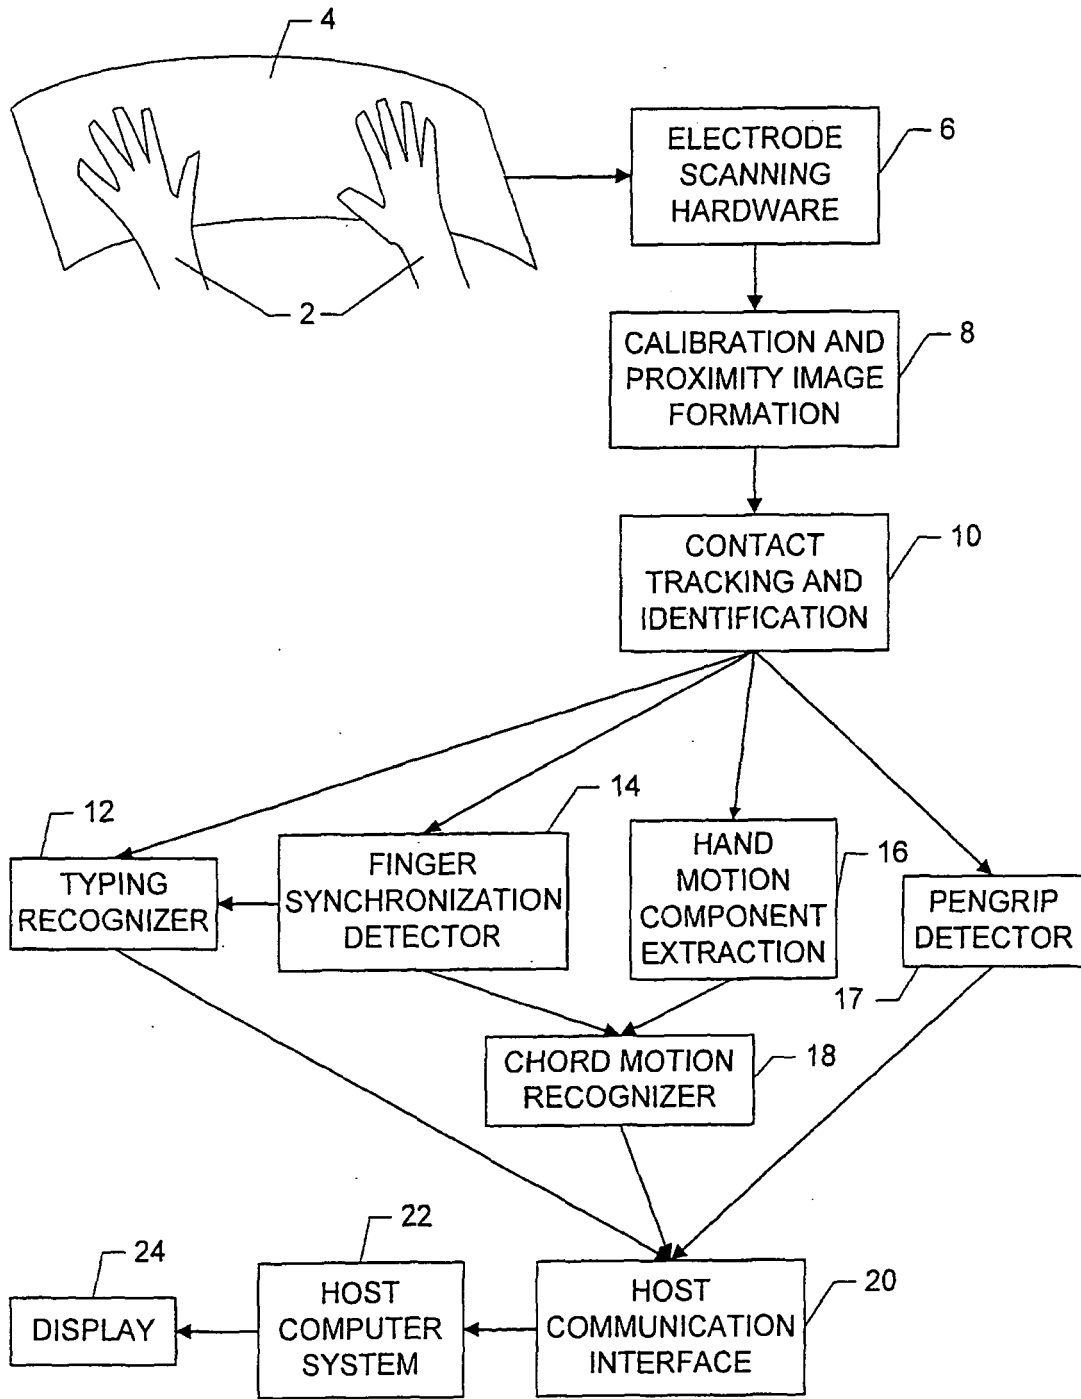 4
2
ELECTRODE
SCANNING
HARDWARE
6
CALIBRATION AND
PROXIMITY IMAGE
FORMATION
8
CONTACT
TRACKING AND
IDENTIFICATION
10
12
TYPING
RECOGNIZER
14
FINGER
SYNCHRONIZATION
DETECTOR
HAND
MOTION
COMPONENT
EXTRACTION
16
PENGRIP
DETECTOR
17
CHORD MOTION
RECOGNIZER
18
HOST
COMMUNICATION
INTERFACE
20
22
HOST
COMPUTER
SYSTEM
24
DISPLAY